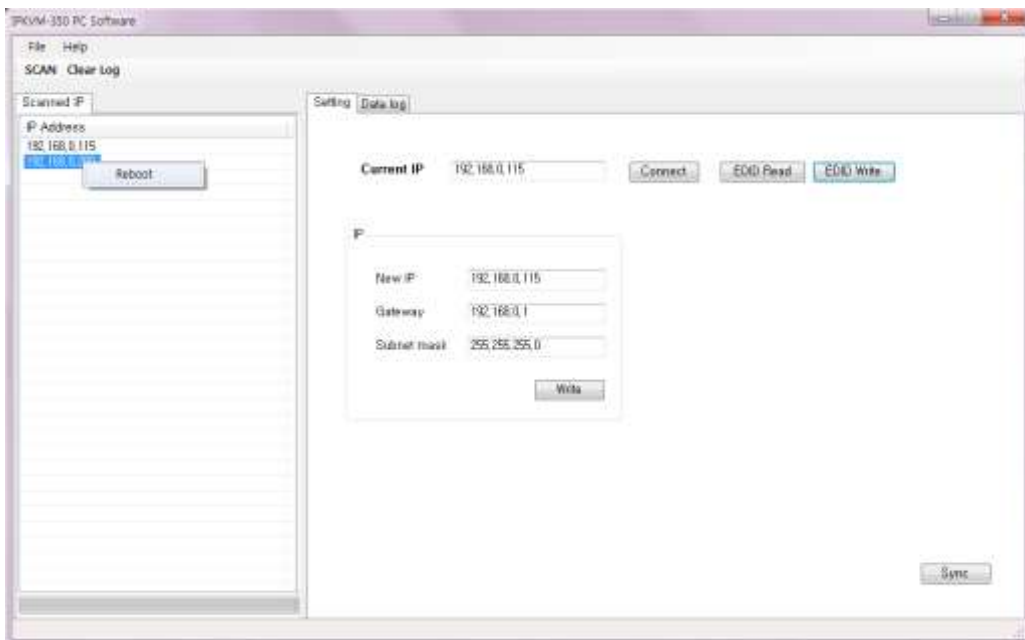 IPKVM-350 PC Software
File Help
SCAN Clear Log
Scanned IP
Setting Data log
IP Address
192,168,0,115
Reboot
Current IP 192,168,0,115 Connect EDID Read EDID Write
IP
New IP 192,168,0,115
Gateway 192,168,0,1
Subnet mask 255,255,255,0
Write
Sync